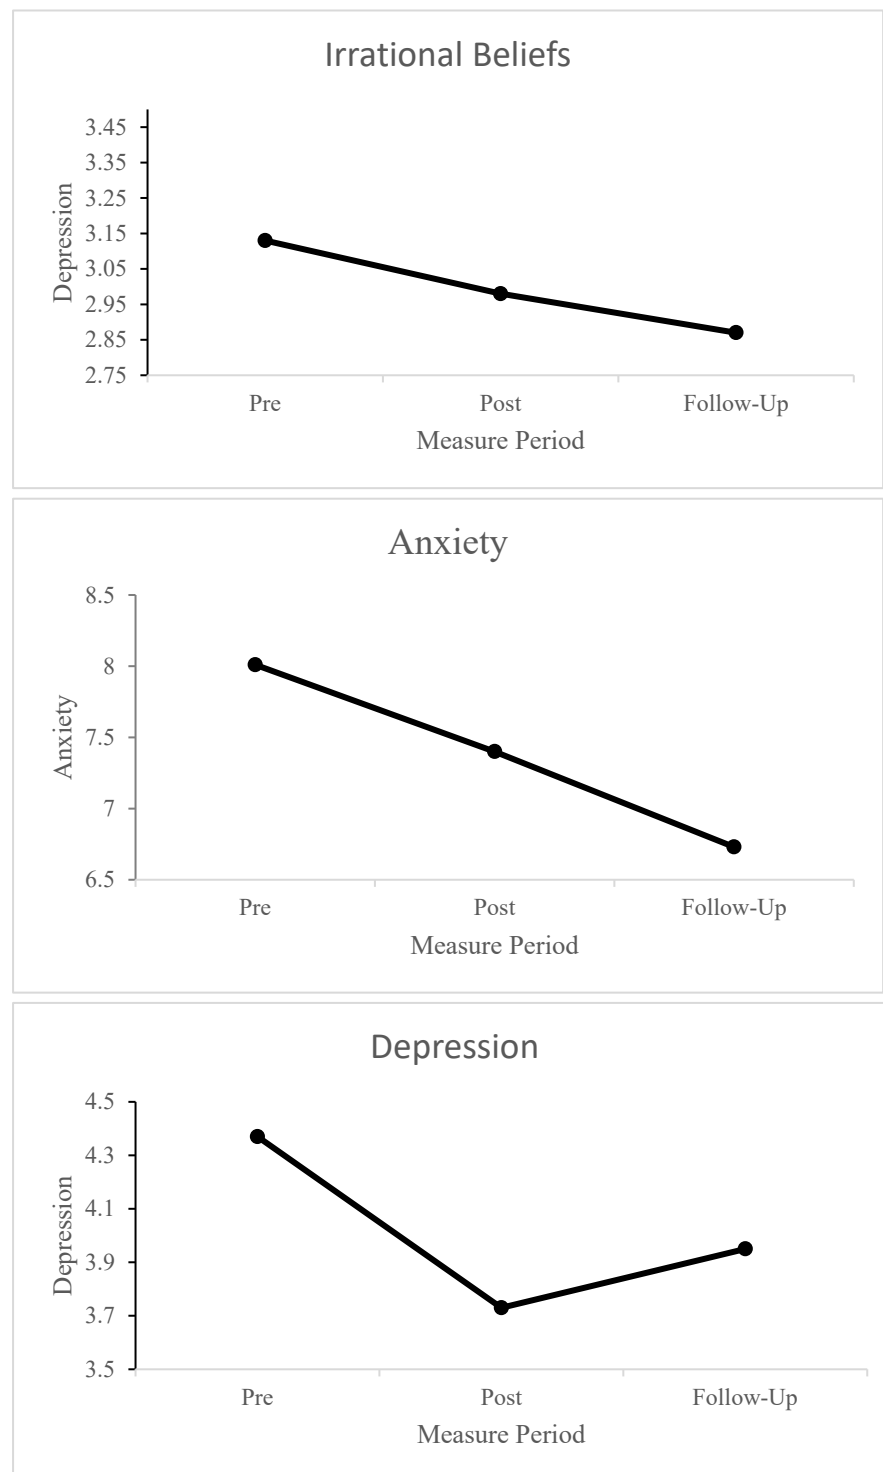 Irrational Beliefs
3.45
3.35
3.25
3.15
3.05
2.95
2.85
2.75
Depression
Pre Post Follow-Up
Measure Period
Anxiety
8.5
8
7.5
7
6.5
Anxiety
Pre Post Follow-Up
Measure Period
Depression
4.5
4.3
4.1
3.9
3.7
3.5
Depression
Pre Post Follow-Up
Measure Period